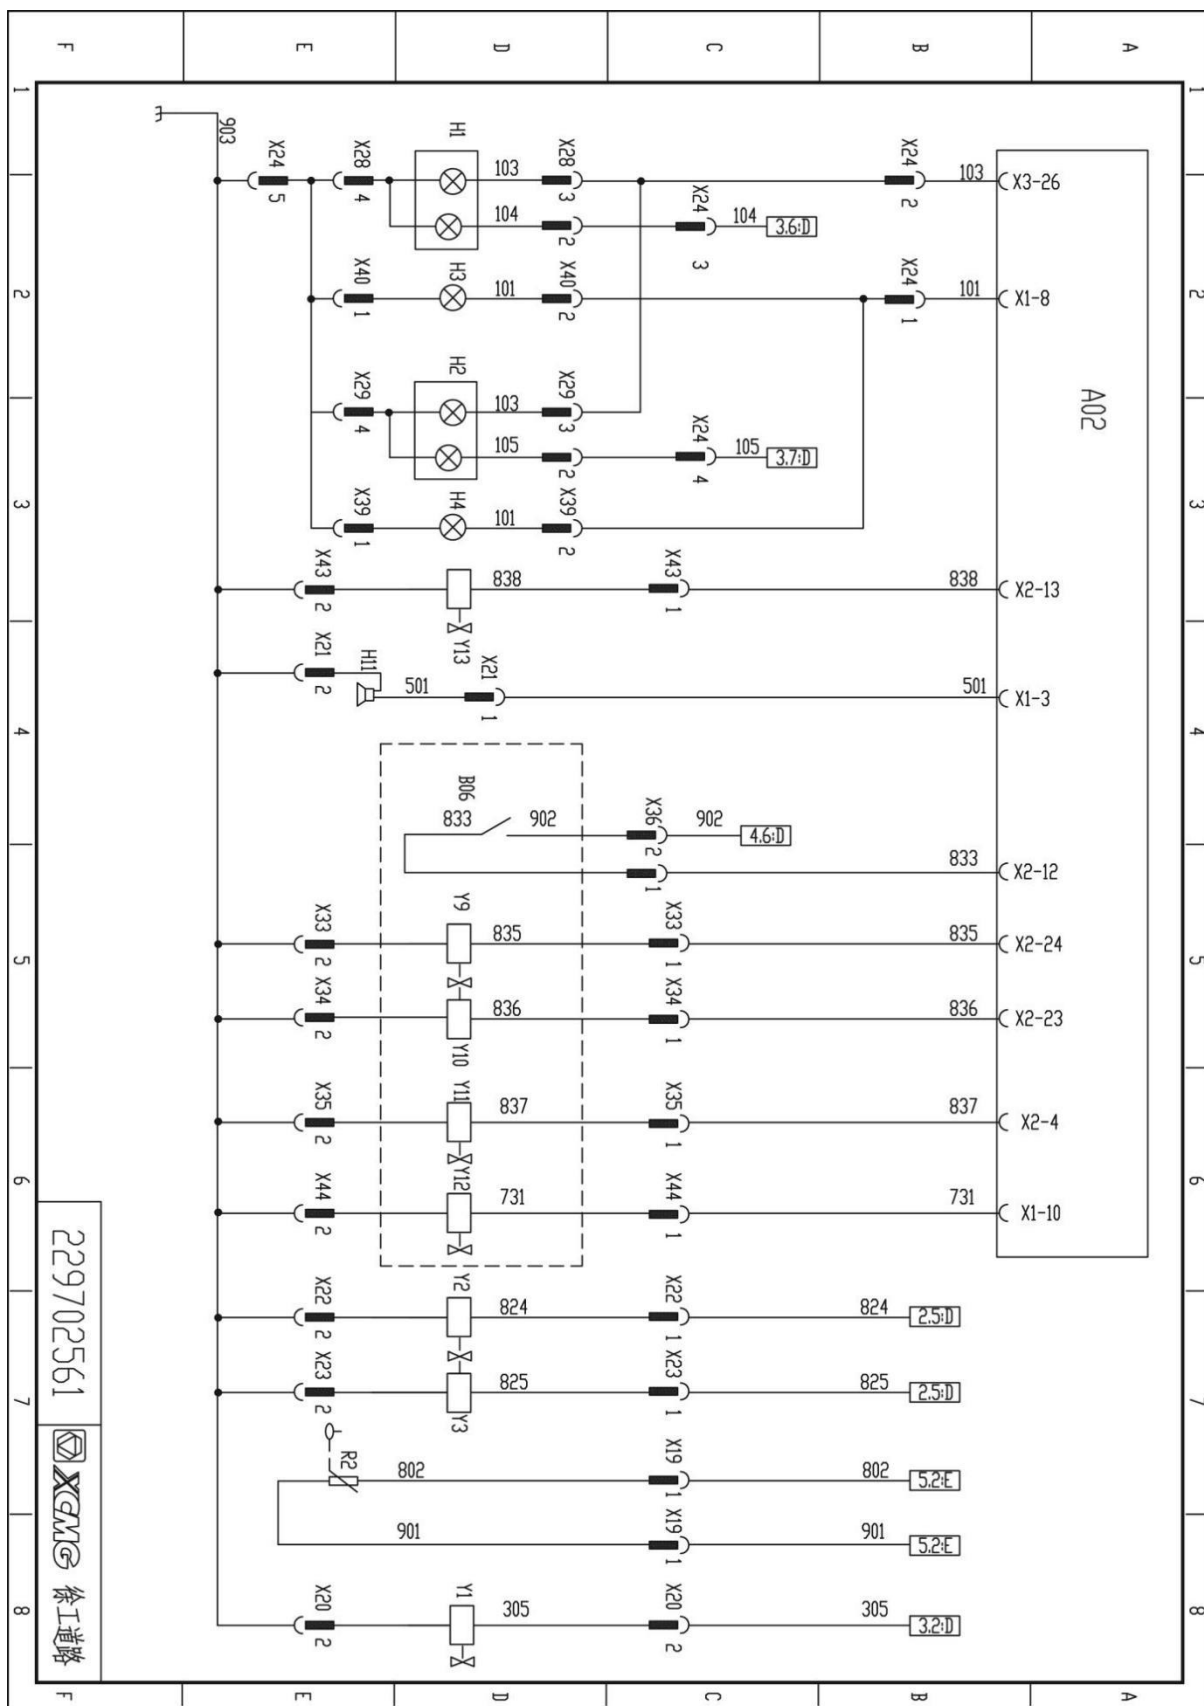 F E D C B A
1 1
903
X24 5 X28 4 H1 103 X28 3 X24 2 103 X3-26
104 2 X24 3 104 3.6:D
2 X40 1 H3 101 X40 2 X24 1 101 X1-8 2
A02
X29 4 H2 103 X29 3
105 2 X24 4 105 3.7:D
3 X39 1 H4 101 X39 2 3
X43 2 838 Y13 X43 1 838 X2-13
X21 2 H11 501 X21 1 501 X1-3
4 4
B06
833 902 X36 2 902 4.6:D
1 833 X2-12
X33 2 Y9 835 X33 1 835 X2-24
5 5
X34 2 Y10 836 X34 1 836 X2-23
X35 2 Y11 837 X35 1 837 X2-4
6 6
X44 2 Y12 731 X44 1 731 X1-10
X22 2 Y2 824 X22 1 824 2.5:D
X23 2 Y3 825 X23 1 825 2.5:D
7 7
R2 802 X19 1 802 5.2:E
901 X19 1 901 5.2:E
8 X20 2 Y1 305 X20 2 305 3.2:D 8
229702561
XCMG 徐工道路
F E D C B A